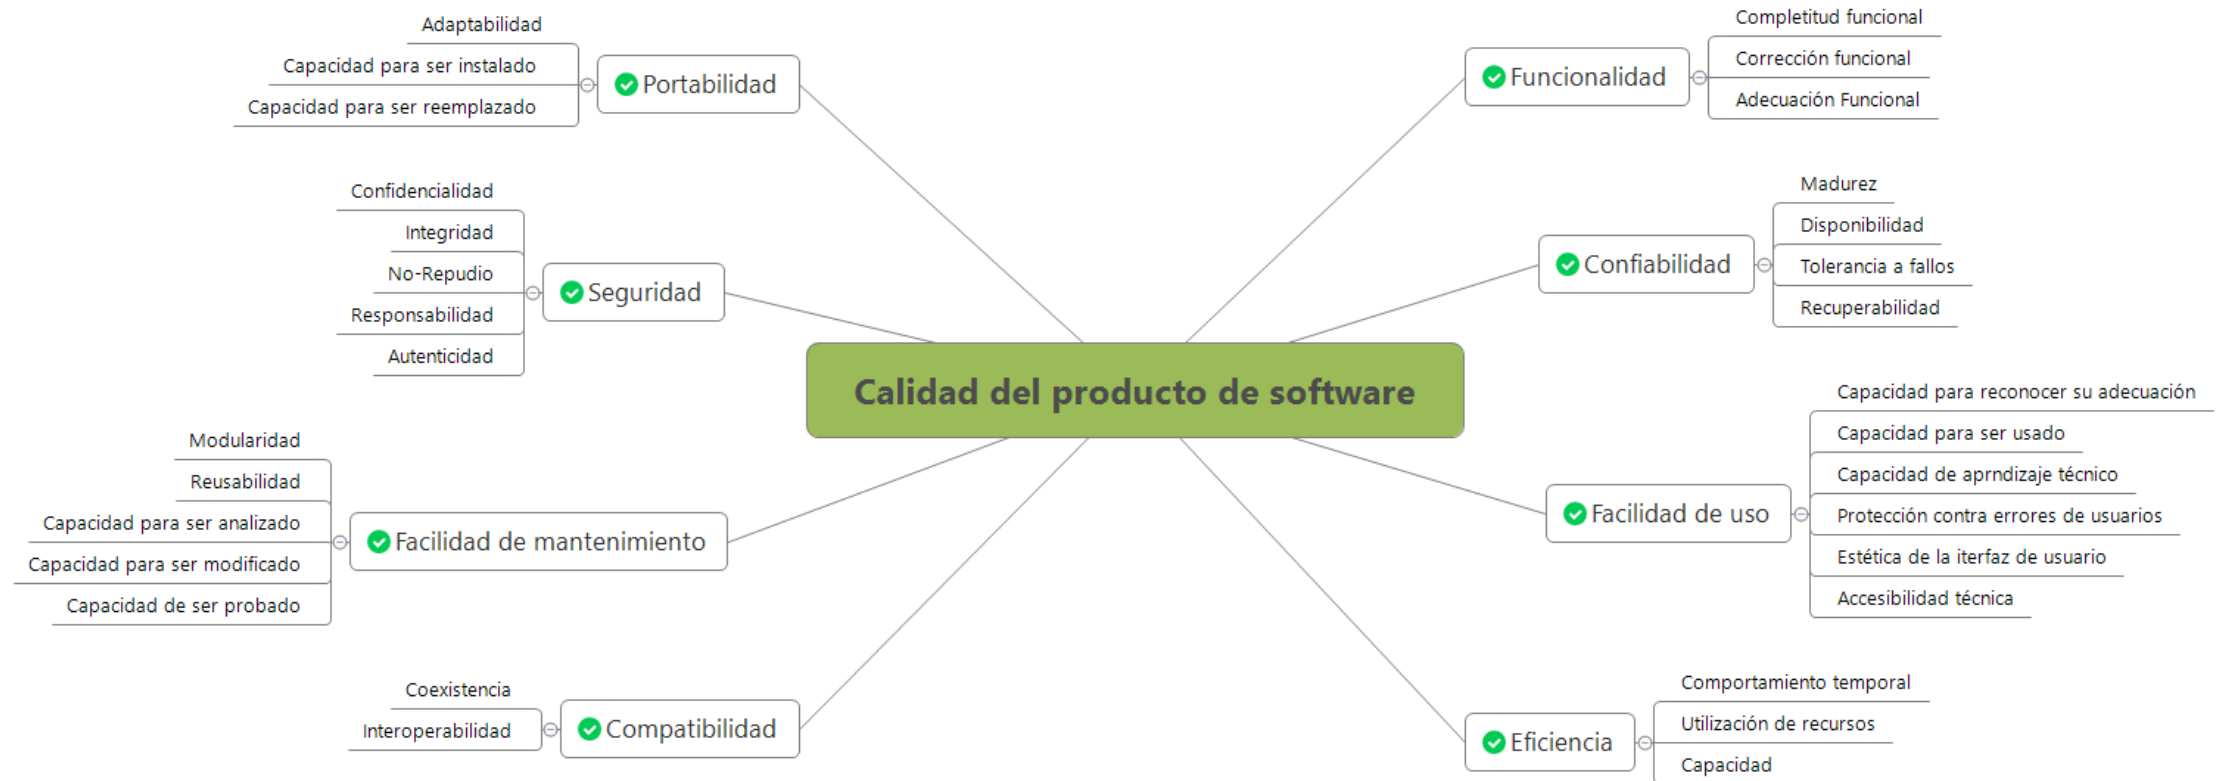 Calidad del producto de software
Portabilidad
Adaptabilidad
Capacidad para ser instalado
Capacidad para ser reemplazado
Seguridad
Confidencialidad
Integridad
No-Repudio
Responsabilidad
Autenticidad
Facilidad de mantenimiento
Modularidad
Reusabilidad
Capacidad para ser analizado
Capacidad para ser modificado
Capacidad de ser probado
Compatibilidad
Coexistencia
Interoperabilidad
Funcionalidad
Completitud funcional
Corrección funcional
Adecuación Funcional
Confiabilidad
Madurez
Disponibilidad
Tolerancia a fallos
Recuperabilidad
Facilidad de uso
Capacidad para reconocer su adecuación
Capacidad para ser usado
Capacidad de aprndizaje técnico
Protección contra errores de usuarios
Estética de la iterfaz de usuario
Accesibilidad técnica
Eficiencia
Comportamiento temporal
Utilización de recursos
Capacidad